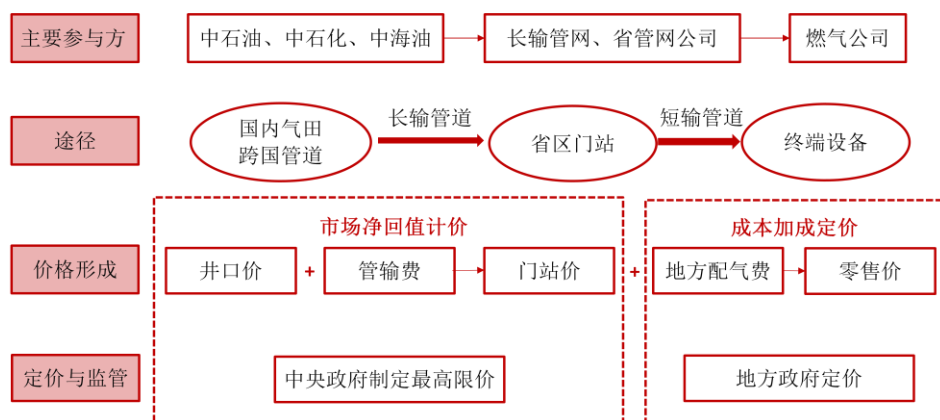 主要参与方
中石油、中石化、中海油
长输管网、省管网公司
燃气公司
途径
国内气田
跨国管道
长输管道
省区门站
短输管道
终端设备
市场净回值计价
成本加成定价
价格形成
井口价
+
管输费
门站价
+
地方配气费
零售价
定价与监管
中央政府制定最高限价
地方政府定价